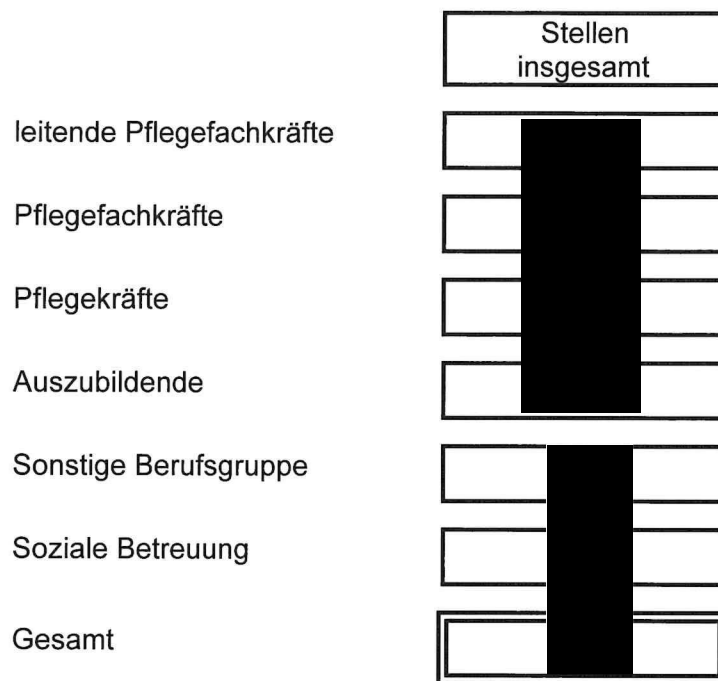 Stellen
insgesamt
leitende Pflegefachkräfte
Pflegefachkräfte
Pflegekräfte
Auszubildende
Sonstige Berufsgruppe
Soziale Betreuung
Gesamt